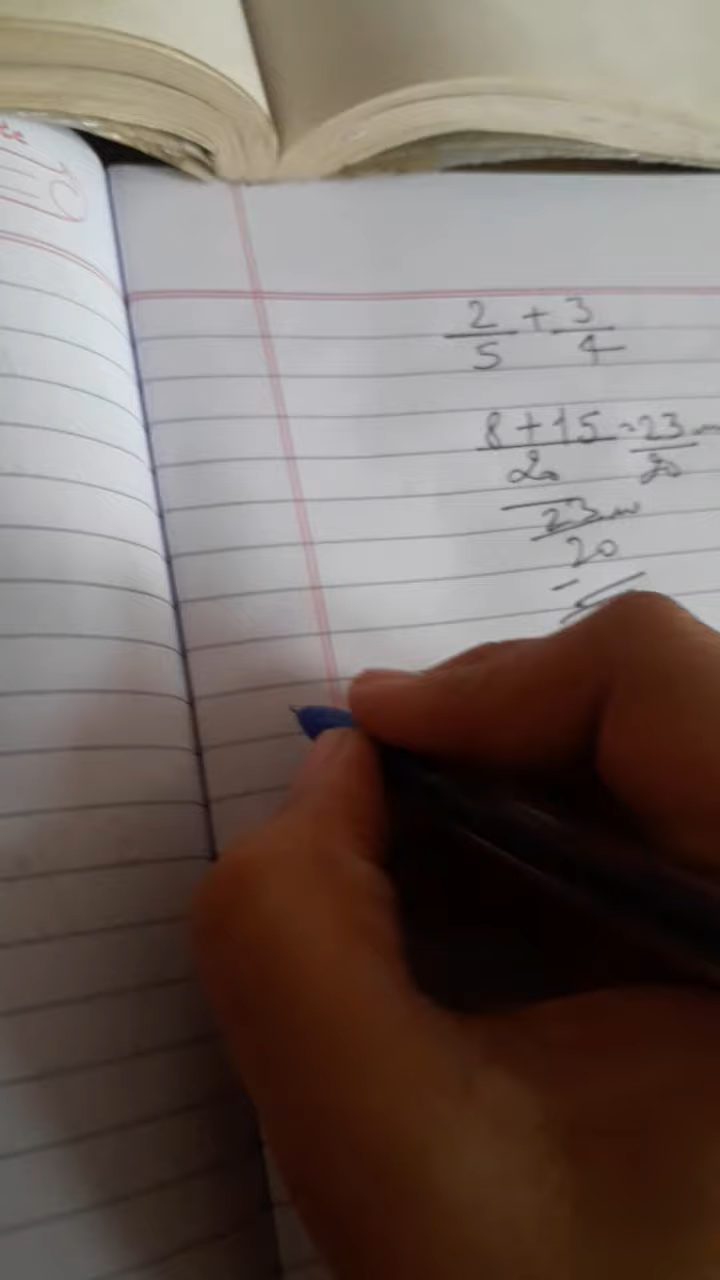 2/5 + 3/4
8 + 15/20 = 23/20
23/20